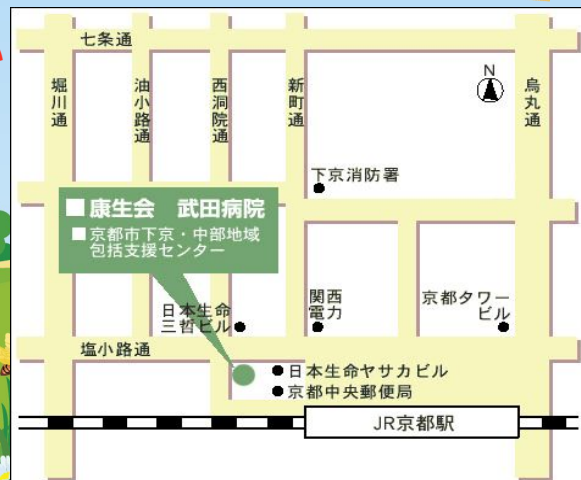 七条通
堀川通
油小路通
西洞院通
新町通
N
烏丸通
下京消防署
■ 康生会　武田病院
■ 京都市下京・中部地域
包括支援センター
日本生命
三哲ビル
関西
電力
京都タワー
ビル
塩小路通
日本生命ヤサカビル
京都中央郵便局
JR京都駅